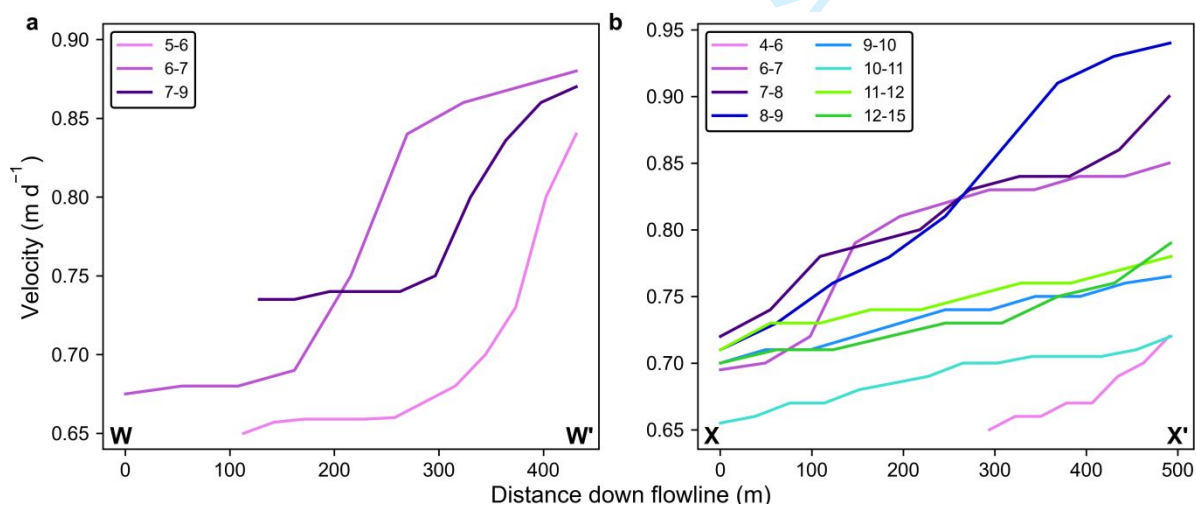 a
b
0.90
0.85
0.80
0.75
0.70
0.65
Velocity (m d⁻¹)
5-6
6-7
7-9
W
W'
0 100 200 300 400
0.95
0.90
0.85
0.80
0.75
0.70
0.65
4-6 9-10
6-7 10-11
7-8 11-12
8-9 12-15
X
X'
0 100 200 300 400 500
Distance down flowline (m)